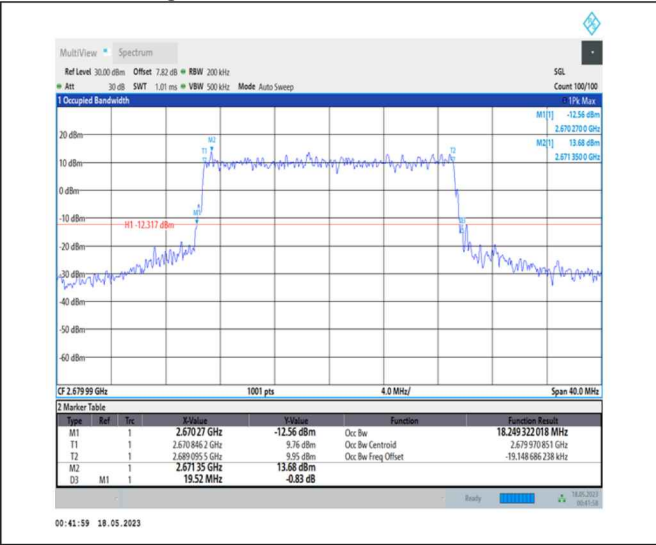 MultiView Spectrum
Ref Level 30.00 dBm Offset 7.82 dB RBW 200 kHz SGL
Att 30 dB SWT 1.01 ms VBW 500 kHz Mode Auto Sweep Count 100/100
1 Occupied Bandwidth 1Pk Max
M1[1] -12.56 dBm
2.670 270 0 GHz
M2[1] 13.68 dBm
2.671 350 0 GHz
20 dBm
M2
T1 T2
10 dBm
0 dBm
-10 dBm
M1
H1 -12.317 dBm
-20 dBm
-30 dBm
-40 dBm
-50 dBm
-60 dBm
CF 2.679 99 GHz 1001 pts 4.0 MHz/ Span 40.0 MHz
2 Marker Table
Type Ref Trc X-Value Y-Value Function Function Result
M1 1 2.670 27 GHz -12.56 dBm Occ Bw 18.249 322 018 MHz
T1 1 2.670 846 2 GHz 9.76 dBm Occ Bw Centroid 2.679 970 851 GHz
T2 1 2.689 095 5 GHz 9.95 dBm Occ Bw Freq Offset -19.148 686 238 kHz
M2 1 2.671 35 GHz 13.68 dBm
D3 M1 1 19.52 MHz -0.83 dB
Ready 18.05.2023
00:41:58
00:41:59 18.05.2023